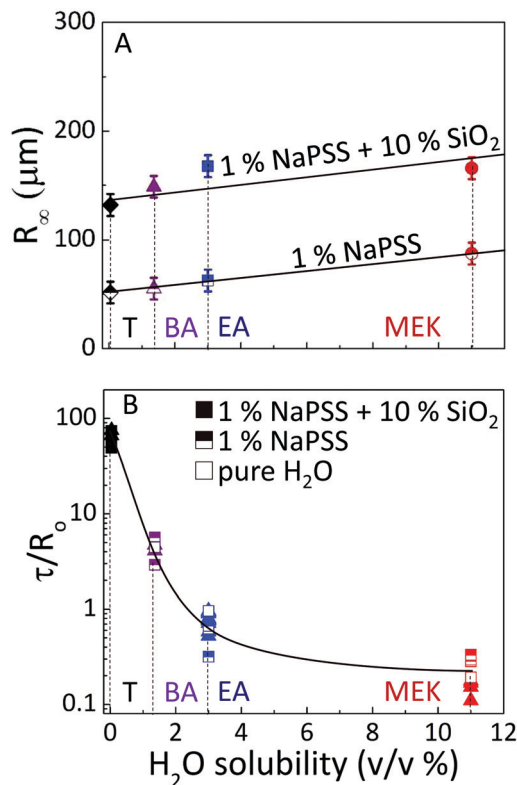 A
300
200
100
0
R∞ (μm)
1 % NaPSS + 10 % SiO2
1 % NaPSS
T BA EA MEK
B
1 % NaPSS + 10 % SiO2
1 % NaPSS
pure H2O
100
10
1
0.1
τ/Ro
T BA EA MEK
0 2 4 6 8 10 12
H2O solubility (v/v %)